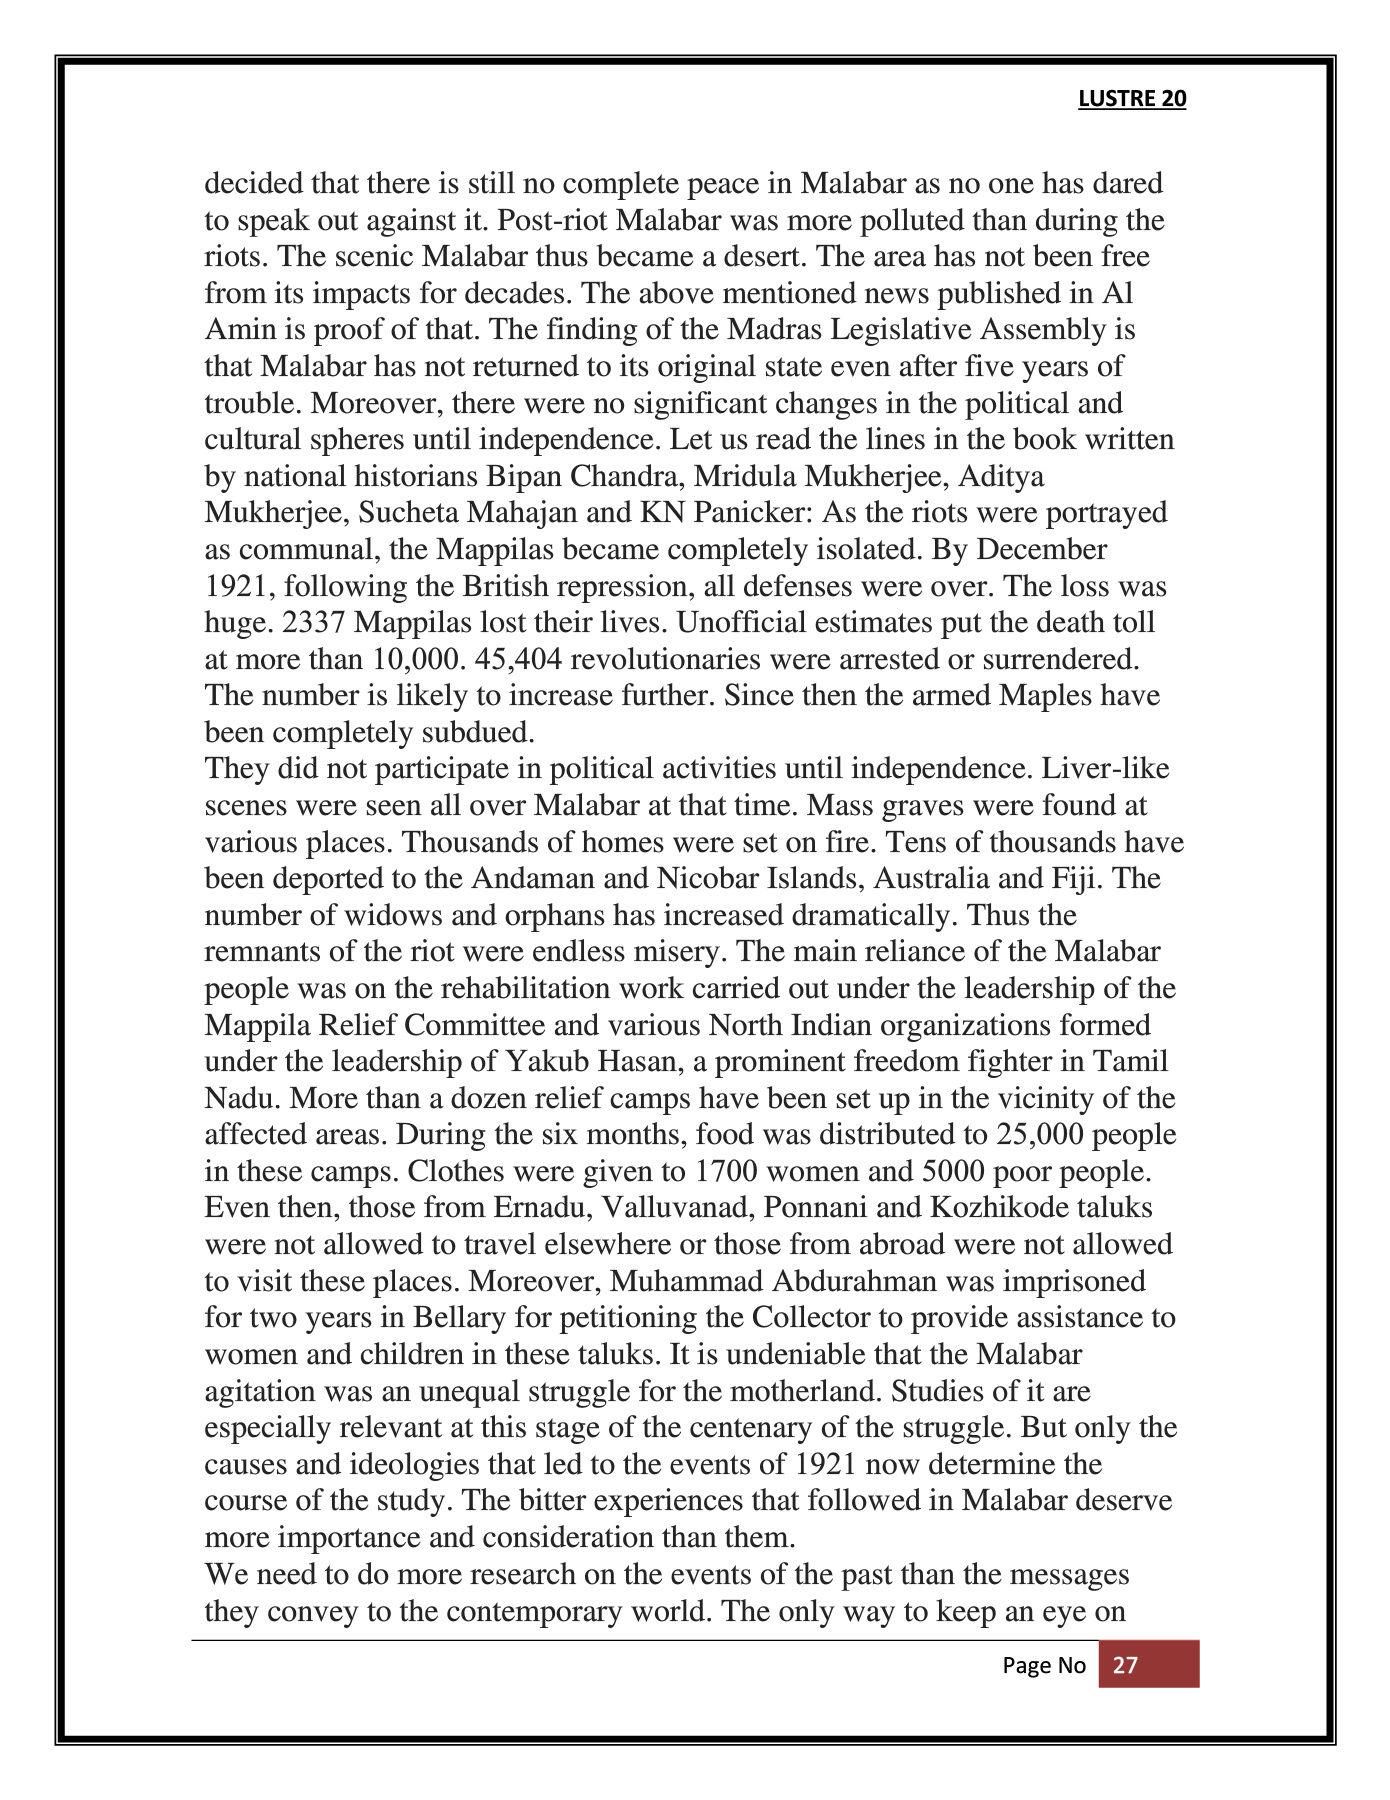 LUSTRE 20
decided that there is still no complete peace in Malabar as no one has dared
to speak out against it. Post-riot Malabar was more polluted than during the
riots. The scenic Malabar thus became a desert. The area has not been free
from its impacts for decades. The above mentioned news published in Al
Amin is proof of that. The finding of the Madras Legislative Assembly is
that Malabar has not returned to its original state even after five years of
trouble. Moreover, there were no significant changes in the political and
cultural spheres until independence. Let us read the lines in the book written
by national historians Bipan Chandra, Mridula Mukherjee, Aditya
Mukherjee, Sucheta Mahajan and KN Panicker: As the riots were portrayed
as communal, the Mappilas became completely isolated. By December
1921, following the British repression, all defenses were over. The loss was
huge. 2337 Mappilas lost their lives. Unofficial estimates put the death toll
at more than 10,000. 45,404 revolutionaries were arrested or surrendered.
The number is likely to increase further. Since then the armed Maples have
been completely subdued.
They did not participate in political activities until independence. Liver-like
scenes were seen all over Malabar at that time. Mass graves were found at
various places. Thousands of homes were set on fire. Tens of thousands have
been deported to the Andaman and Nicobar Islands, Australia and Fiji. The
number of widows and orphans has increased dramatically. Thus the
remnants of the riot were endless misery. The main reliance of the Malabar
people was on the rehabilitation work carried out under the leadership of the
Mappila Relief Committee and various North Indian organizations formed
under the leadership of Yakub Hasan, a prominent freedom fighter in Tamil
Nadu. More than a dozen relief camps have been set up in the vicinity of the
affected areas. During the six months, food was distributed to 25,000 people
in these camps. Clothes were given to 1700 women and 5000 poor people.
Even then, those from Ernadu, Valluvanad, Ponnani and Kozhikode taluks
were not allowed to travel elsewhere or those from abroad were not allowed
to visit these places. Moreover, Muhammad Abdurahman was imprisoned
for two years in Bellary for petitioning the Collector to provide assistance to
women and children in these taluks. It is undeniable that the Malabar
agitation was an unequal struggle for the motherland. Studies of it are
especially relevant at this stage of the centenary of the struggle. But only the
causes and ideologies that led to the events of 1921 now determine the
course of the study. The bitter experiences that followed in Malabar deserve
more importance and consideration than them.
We need to do more research on the events of the past than the messages
they convey to the contemporary world. The only way to keep an eye on
Page No 27